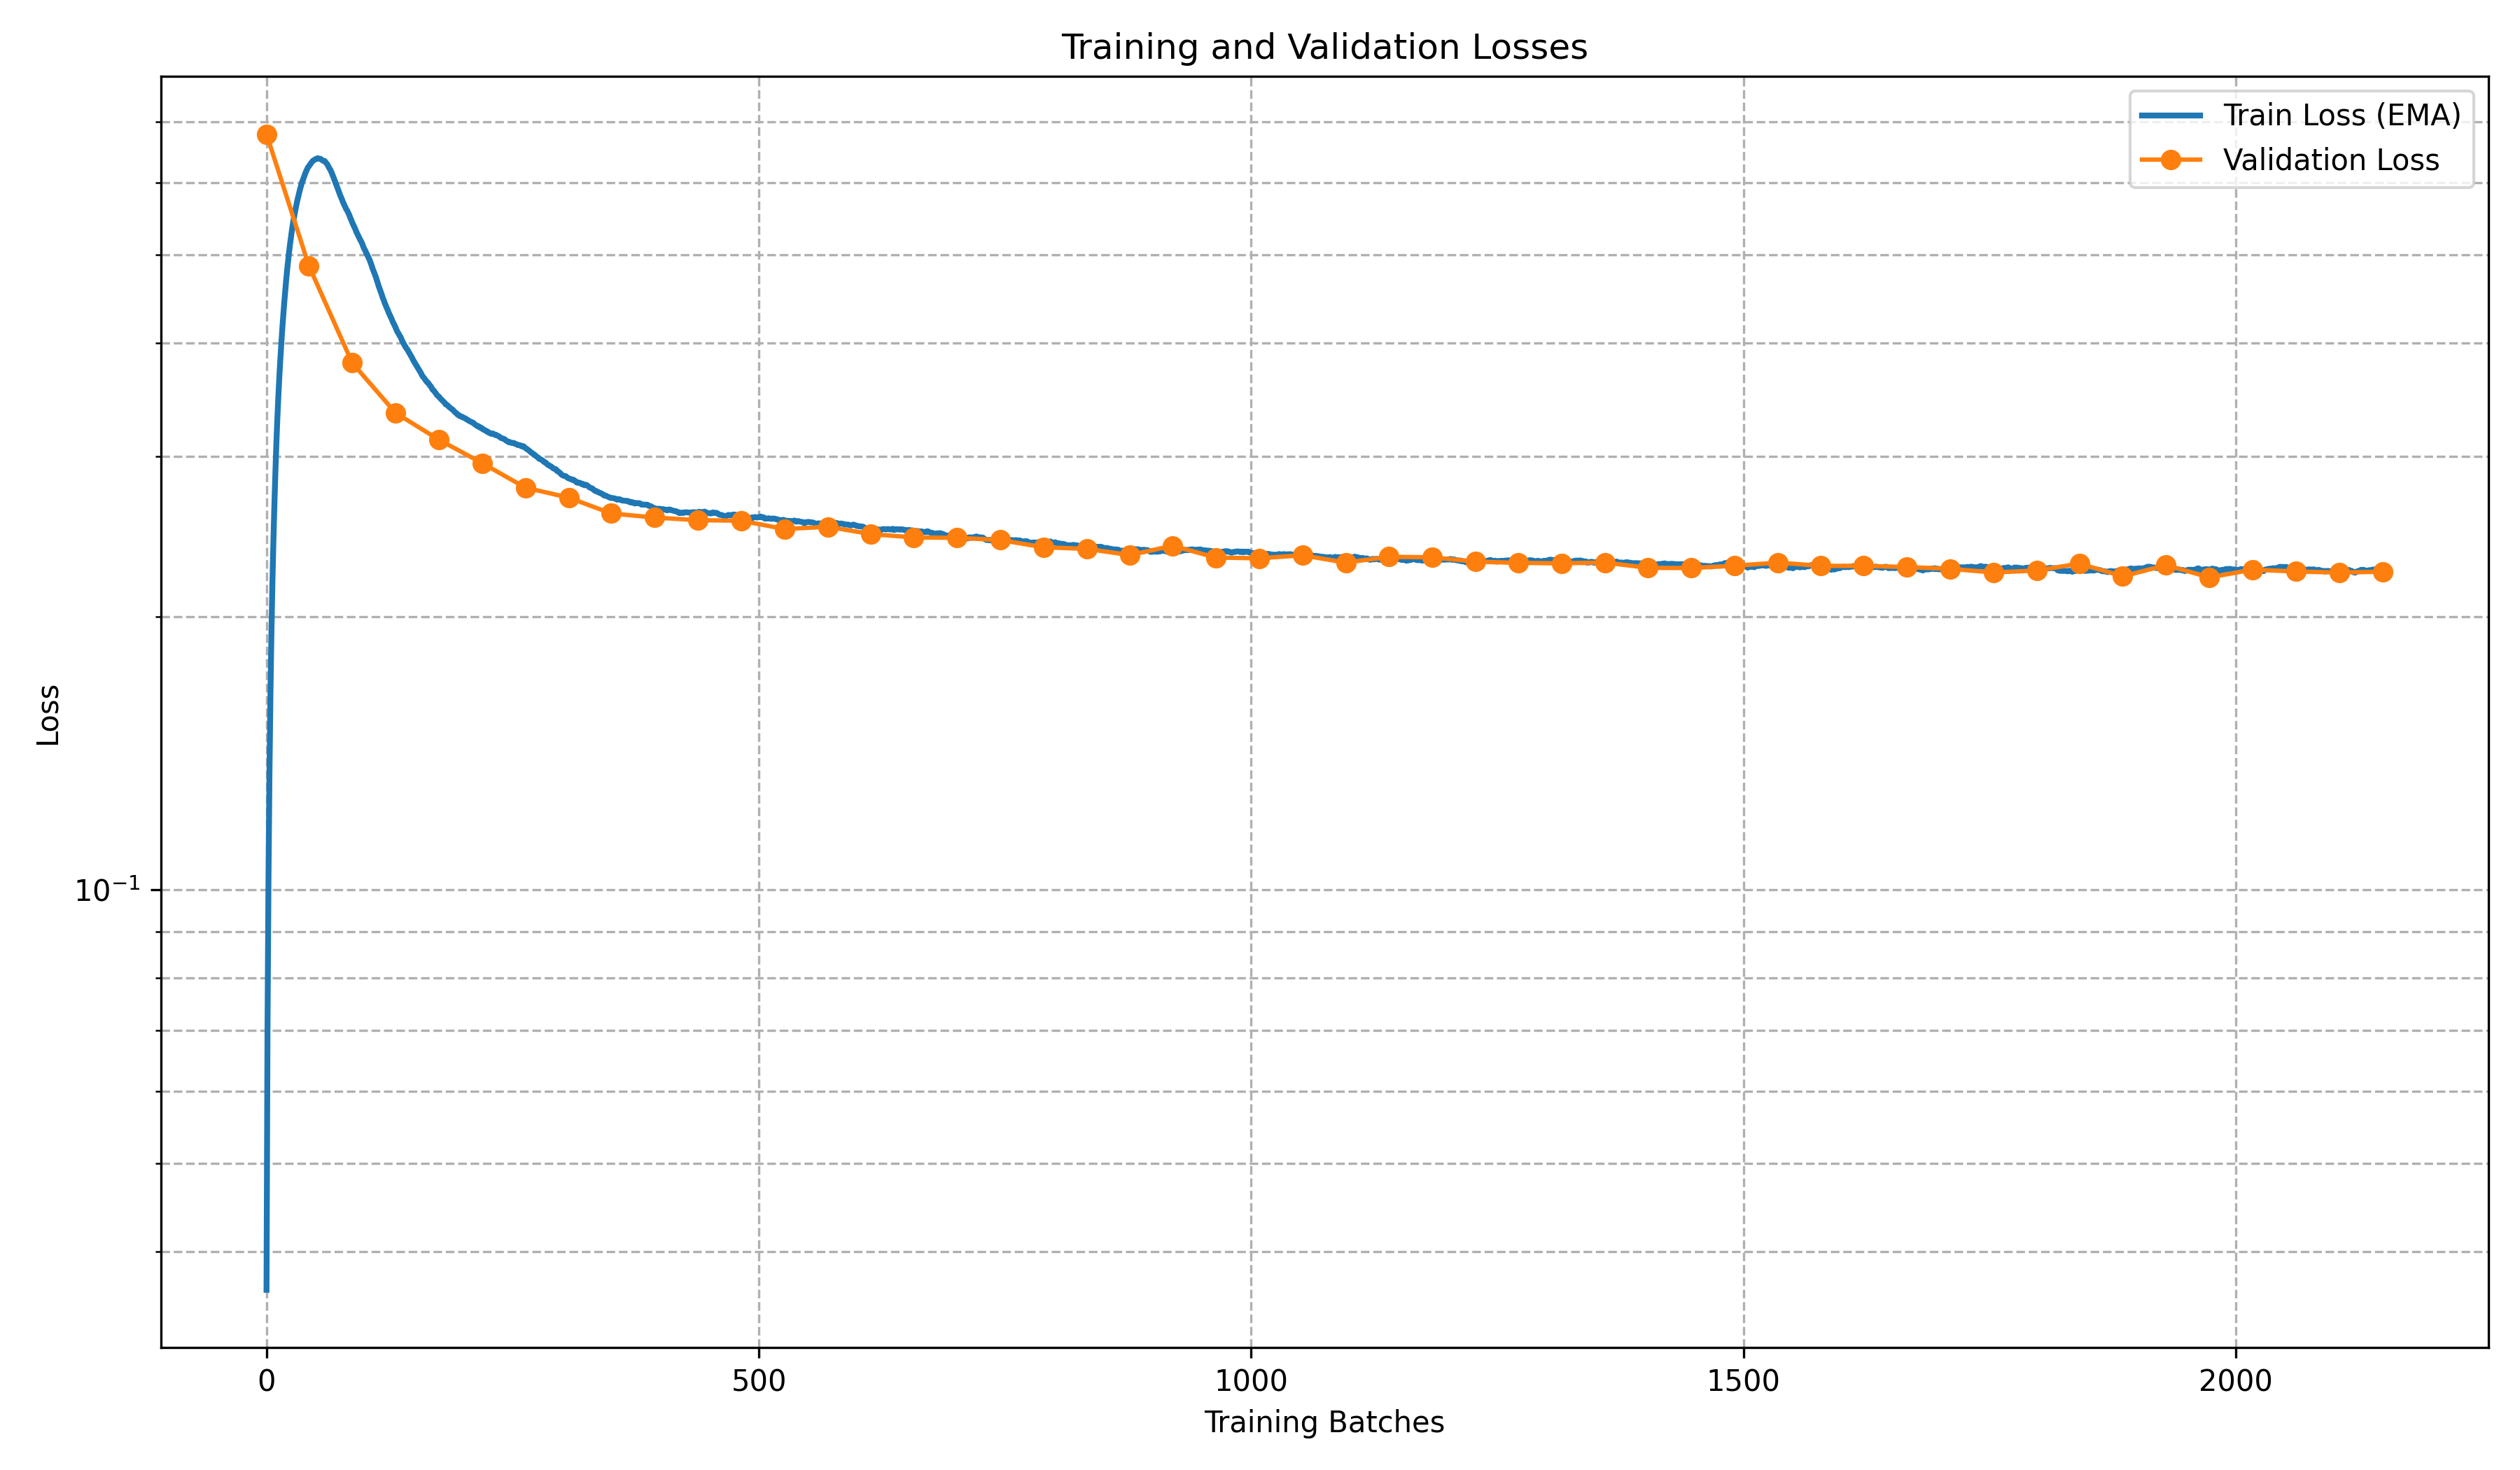 Training and Validation Losses
Train Loss (EMA)
Validation Loss
Loss
10⁻¹
0 500 1000 1500 2000
Training Batches